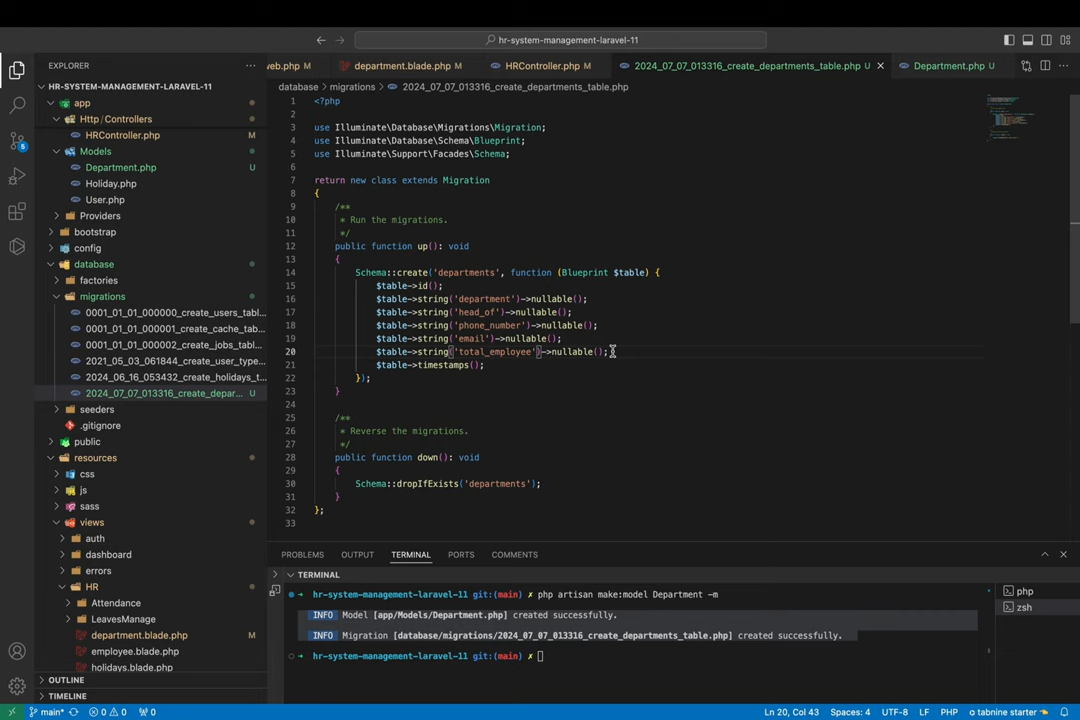 hr-system-management-laravel-11
EXPLORER
web.php M
department.blade.php M
HRController.php M
2024_07_07_013316_create_departments_table.php U
Department.php U
HR-SYSTEM-MANAGEMENT-LARAVEL-11
database > migrations > 2024_07_07_013316_create_departments_table.php
app
Http / Controllers
HRController.php M
Models
Department.php U
Holiday.php
User.php
Providers
bootstrap
config
database
factories
migrations
0001_01_01_000000_create_users_tabl...
0001_01_01_000001_create_cache_tab...
0001_01_01_000002_create_jobs_tabl...
2021_05_03_061844_create_user_type...
2024_06_16_053432_create_holidays_t...
2024_07_07_013316_create_depar... U
seeders
.gitignore
public
resources
css
js
sass
views
auth
dashboard
errors
HR
Attendance
LeavesManage
department.blade.php M
employee.blade.php
holidays.blade.php
OUTLINE
TIMELINE
5
1 <?php
2
3 use Illuminate\Database\Migrations\Migration;
4 use Illuminate\Database\Schema\Blueprint;
5 use Illuminate\Support\Facades\Schema;
6
7 return new class extends Migration
8 {
9 /**
10 * Run the migrations.
11 */
12 public function up(): void
13 {
14 Schema::create('departments', function (Blueprint $table) {
15 $table->id();
16 $table->string('department')->nullable();
17 $table->string('head_of')->nullable();
18 $table->string('phone_number')->nullable();
19 $table->string('email')->nullable();
20 $table->string('total_employee')->nullable();
21 $table->timestamps();
22 });
23 }
24
25 /**
26 * Reverse the migrations.
27 */
28 public function down(): void
29 {
30 Schema::dropIfExists('departments');
31 }
32 };
33
PROBLEMS OUTPUT TERMINAL PORTS COMMENTS
TERMINAL
hr-system-management-laravel-11 git:(main) ✗ php artisan make:model Department -m
INFO Model [app/Models/Department.php] created successfully.
INFO Migration [database/migrations/2024_07_07_013316_create_departments_table.php] created successfully.
hr-system-management-laravel-11 git:(main) ✗
php
zsh
main* 0 0 0 Ln 20, Col 43 Spaces: 4 UTF-8 LF PHP tabnine starter